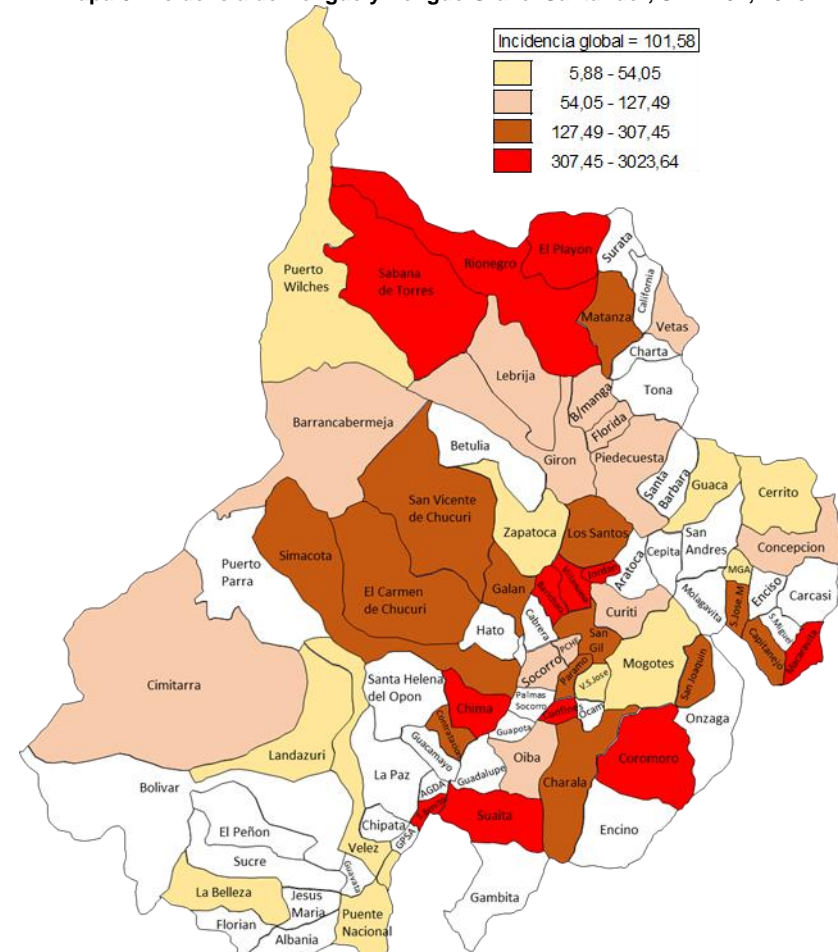 Incidencia global = 101,58
5,88 - 54,05
54,05 - 127,49
127,49 - 307,45
307,45 - 3023,64
Surata
El Playon
Rionegro
California
Puerto
Wilches
Sabana
de Torres
Matanza
Vetas
Charta
Lebrija
Tona
B/manga
Barrancabermeja
Florida
Betulia
Giron
Piedecuesta
Santa
Barbara
Guaca
Cerrito
San Vicente
de Chucuri
Zapatoca
Los Santos
San
Andres
Cepita
Concepcion
Simacota
Aratoca
Puerto
Parra
Jordan
MGA
El Carmen
de Chucuri
Galan
Enciso
Carcasi
Molagavita
S.Jose.M
Curiti
Cabrera
Hato
S.Miguel
San
Gil
PCHE
Capitanejo
Macaravita
Socorro
Mogotes
Paramo
San Joaquin
Cimitarra
Santa Helena
del Opon
V.S.Jose
Palmas
Socorro
Chima
Confines
Ocam
Onzaga
Guapota
Guacamayo
Landazuri
Oiba
Coromoro
La Paz
Guadalupe
Charala
Bolivar
AGDA
Suaita
El Peñon
Chipata
Encino
GPSA
Velez
Sucre
Guavata
La Belleza
Jesus
Maria
Gambita
Puente
Nacional
Florian
Albania